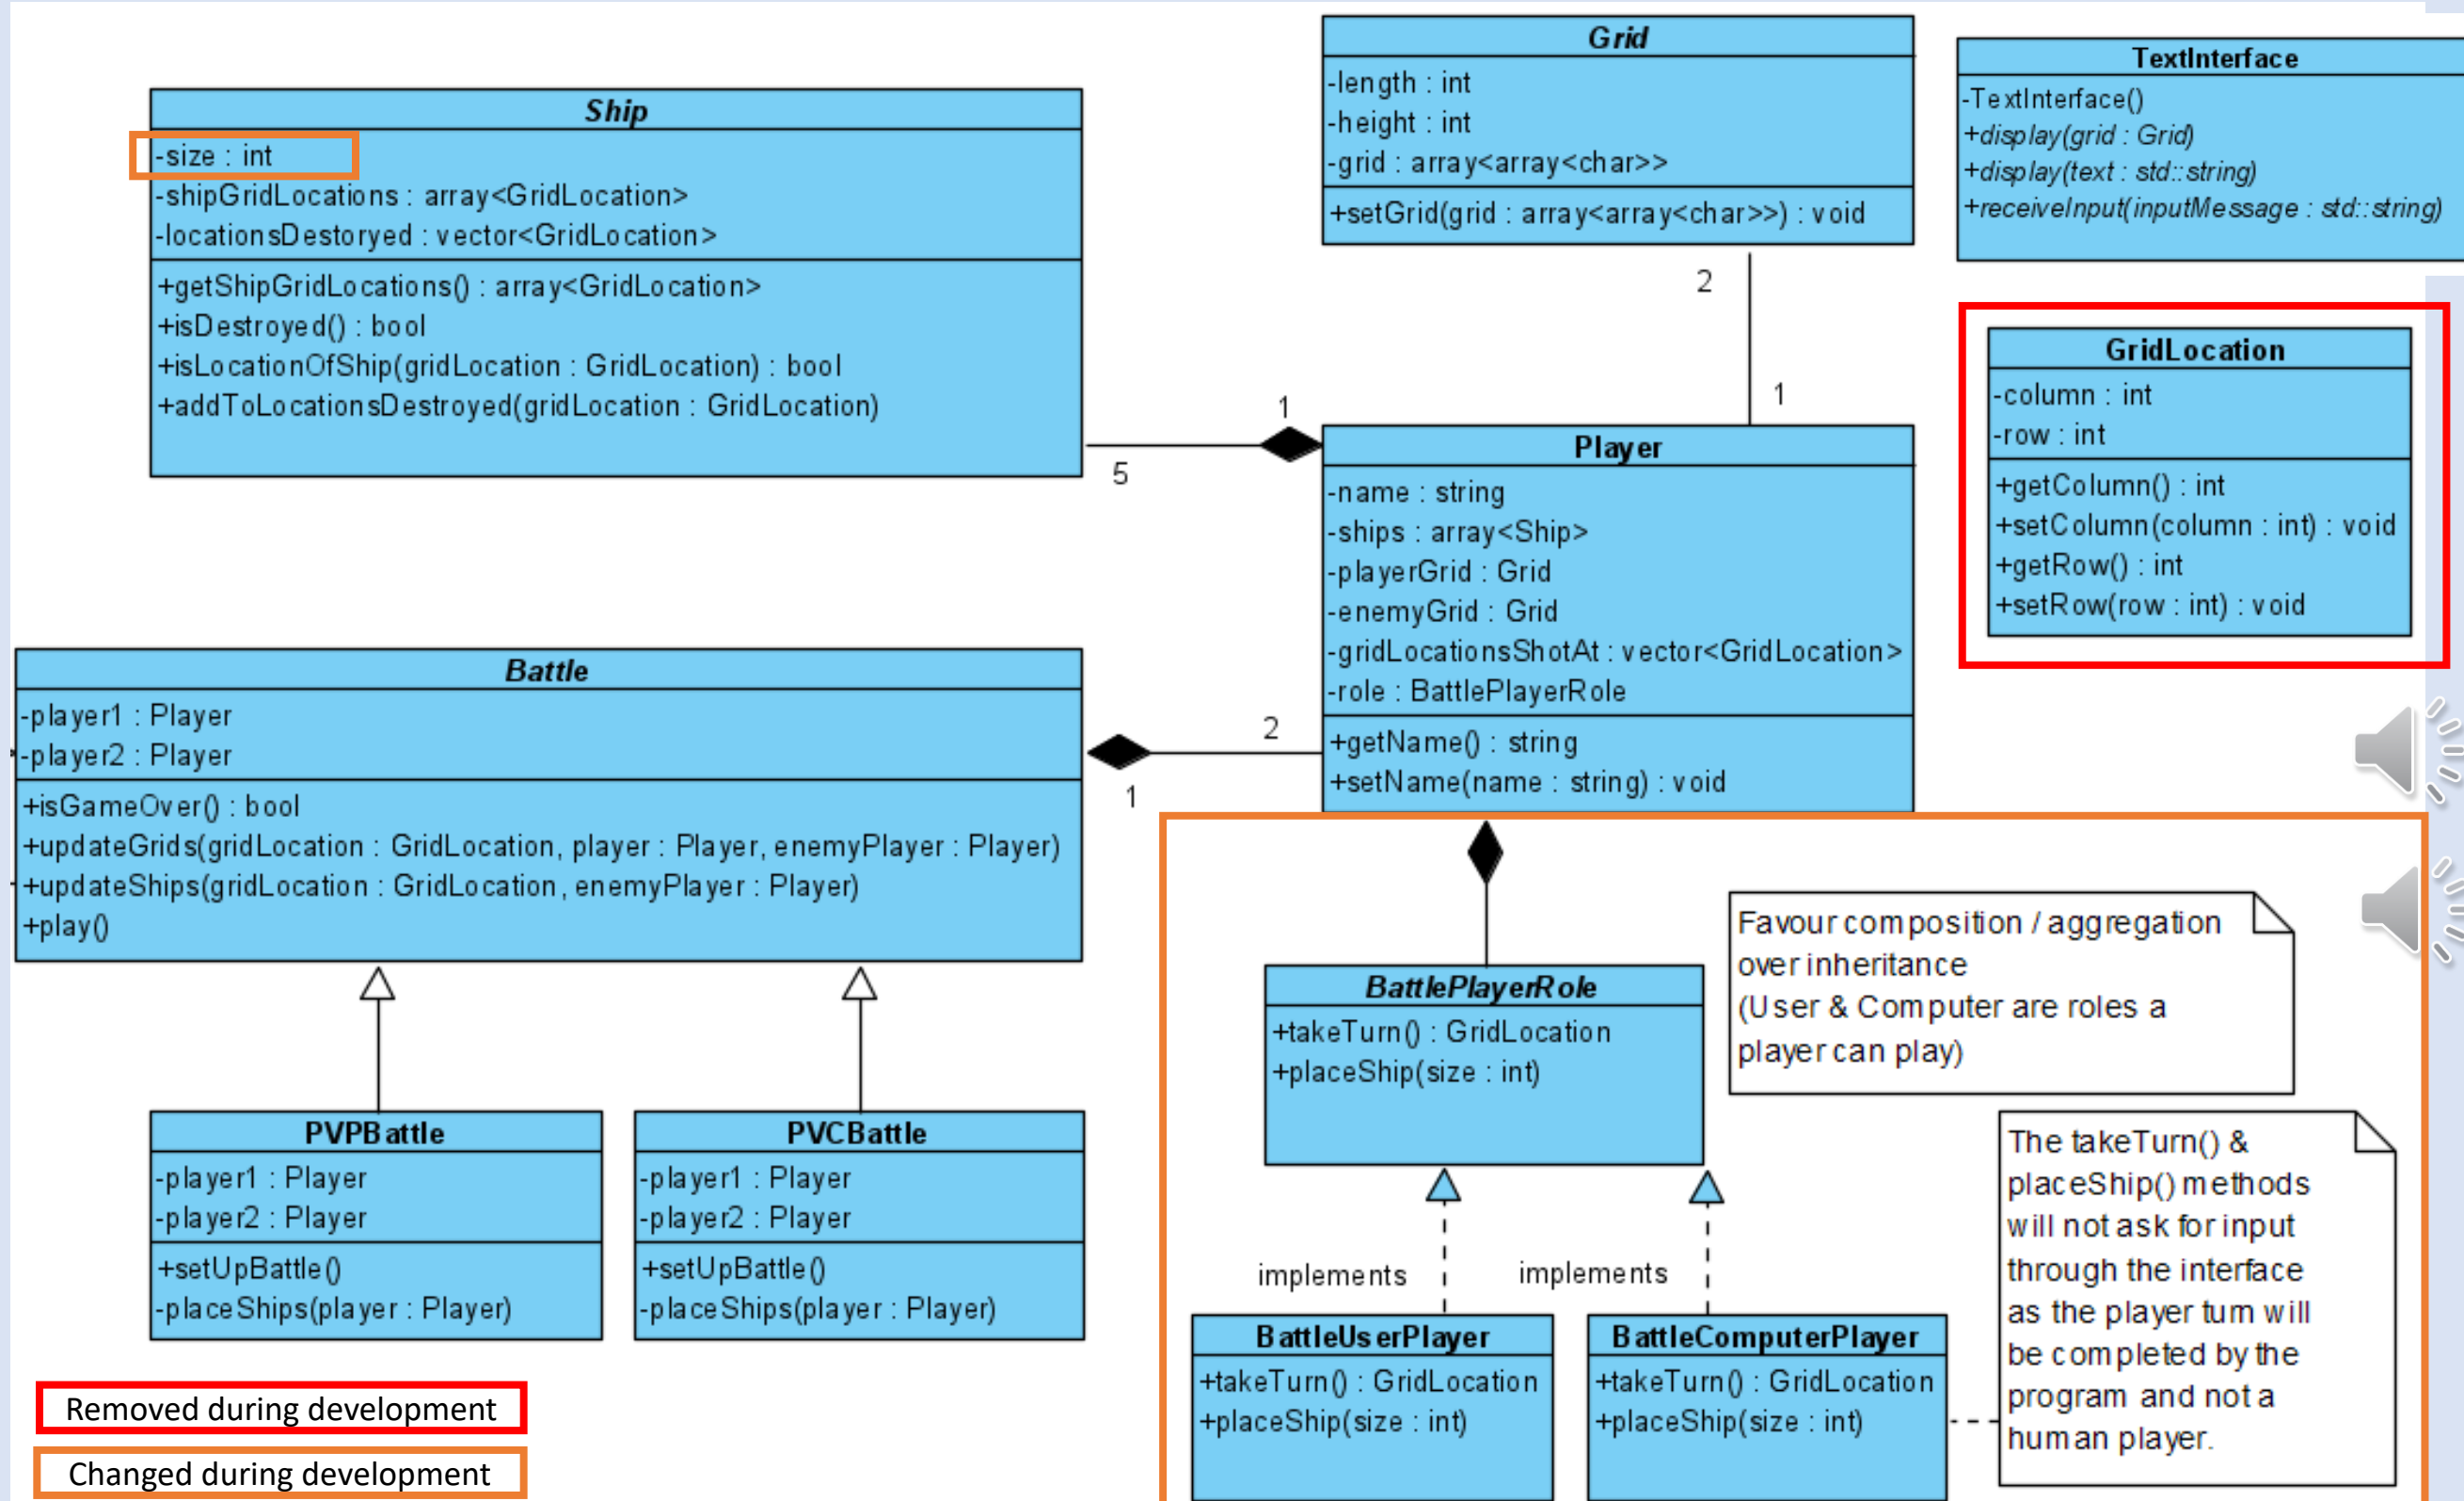 Ship
-size : int
-shipGridLocations : array<GridLocation>
-locationsDestoryed : vector<GridLocation>
+getShipGridLocations() : array<GridLocation>
+isDestroyed() : bool
+isLocationOfShip(gridLocation : GridLocation) : bool
+addToLocationsDestroyed(gridLocation : GridLocation)
Grid
-length : int
-height : int
-grid : array<array<char>>
+setGrid(grid : array<array<char>>) : void
TextInterface
-TextInterface()
+display(grid : Grid)
+display(text : std::string)
+receiveInput(inputMessage : std::string)
2
1
1
5
GridLocation
-column : int
-row : int
+getColumn() : int
+setColumn(column : int) : void
+getRow() : int
+setRow(row : int) : void
Player
-name : string
-ships : array<Ship>
-playerGrid : Grid
-enemyGrid : Grid
-gridLocationsShotAt : vector<GridLocation>
-role : BattlePlayerRole
+getName() : string
+setName(name : string) : void
Battle
-player1 : Player
-player2 : Player
+isGameOver() : bool
+updateGrids(gridLocation : GridLocation, player : Player, enemyPlayer : Player)
+updateShips(gridLocation : GridLocation, enemyPlayer : Player)
+play()
2
1
PVPBattle
-player1 : Player
-player2 : Player
+setUpBattle()
-placeShips(player : Player)
PVCBattle
-player1 : Player
-player2 : Player
+setUpBattle()
-placeShips(player : Player)
BattlePlayerRole
+takeTurn() : GridLocation
+placeShip(size : int)
Favour composition / aggregation
over inheritance
(User & Computer are roles a
player can play)
implements
implements
BattleUserPlayer
+takeTurn() : GridLocation
+placeShip(size : int)
BattleComputerPlayer
+takeTurn() : GridLocation
+placeShip(size : int)
The takeTurn() &
placeShip() methods
will not ask for input
through the interface
as the player turn will
be completed by the
program and not a
human player.
Removed during development
Changed during development